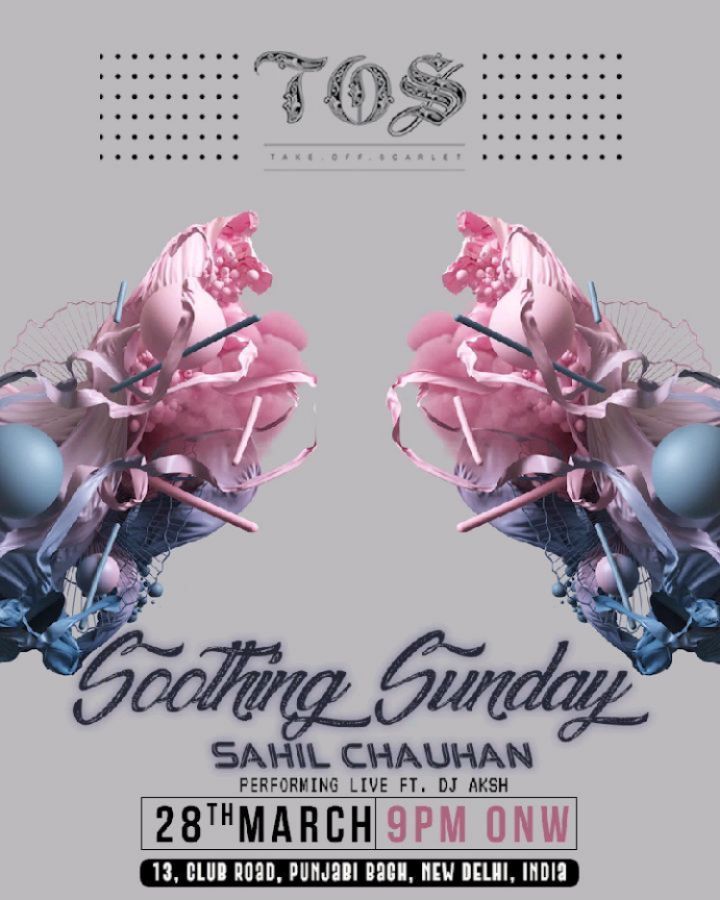 TOS
TAKE.OFF.SCARLET
Soothing Sunday
SAHIL CHAUHAN
PERFORMING LIVE FT. DJ AKSH
28TH MARCH 9PM ONW
13, CLUB ROAD, PUNJABI BAGH, NEW DELHI, INDIA